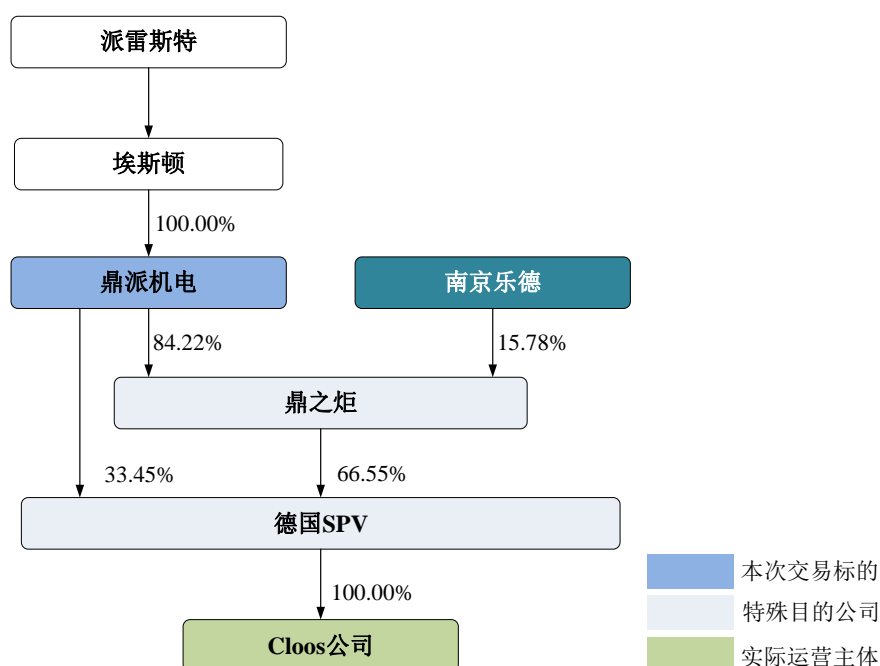 派雷斯特
埃斯顿
100.00%
鼎派机电
南京乐德
84.22%
15.78%
鼎之炬
33.45%
66.55%
德国SPV
100.00%
Cloos公司
本次交易标的
特殊目的公司
实际运营主体